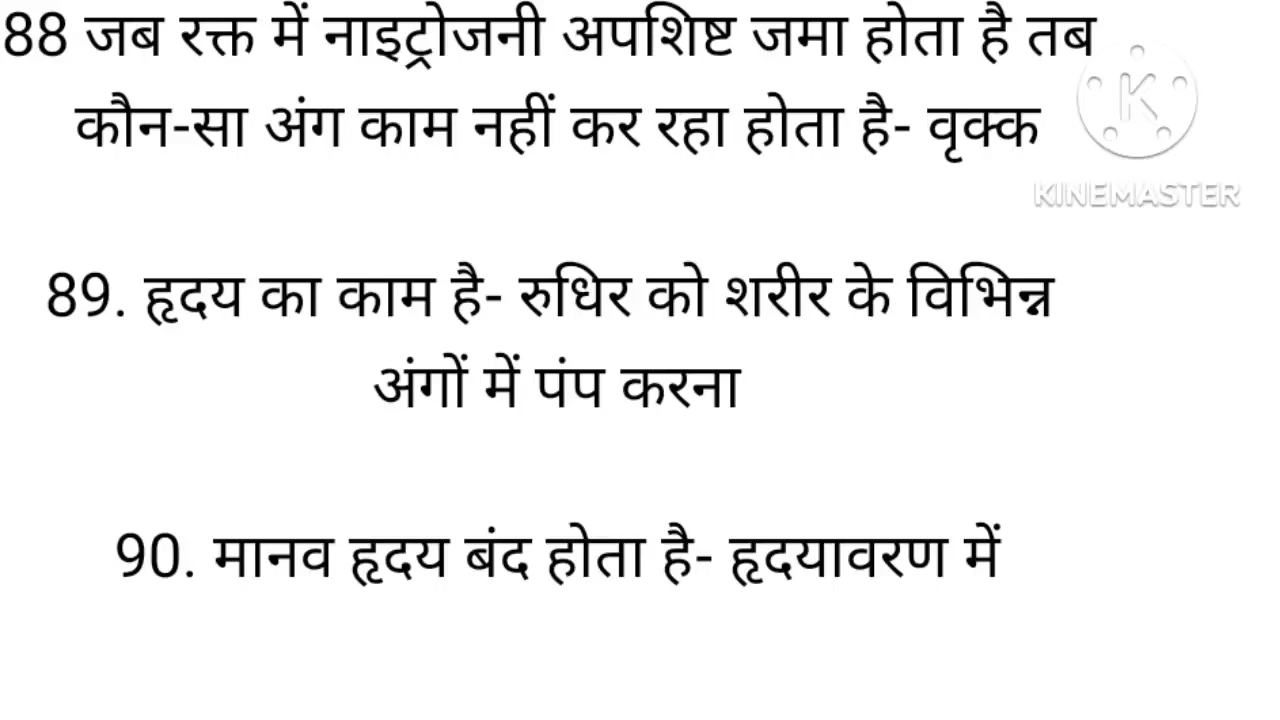 88 जब रक्त में नाइट्रोजनी अपशिष्ट जमा होता है तब
कौन-सा अंग काम नहीं कर रहा होता है- वृक्क
K
KINEMASTER
89. हृदय का काम है- रुधिर को शरीर के विभिन्न
अंगों में पंप करना
90. मानव हृदय बंद होता है- हृदयावरण में